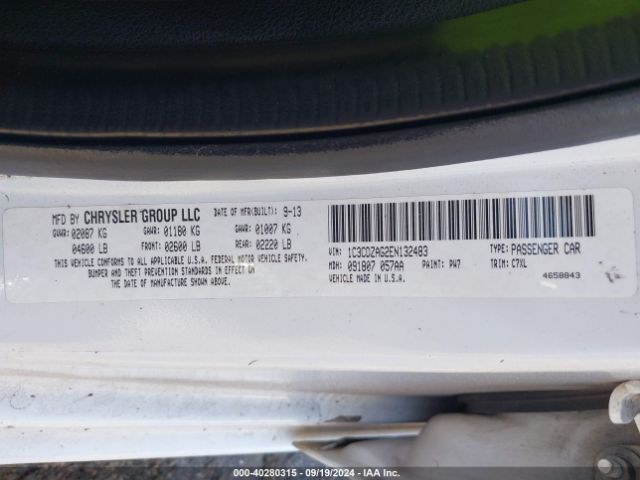 MFD BY CHRYSLER GROUP LLC DATE OF MFR(BUILT): 9-13
GVWR: 02087 KG GAWR: 01180 KG GAWR: 01007 KG
04600 LB FRONT: 02600 LB REAR: 02220 LB
THIS VEHICLE CONFORMS TO ALL APPLICABLE U.S.A. FEDERAL MOTOR VEHICLE SAFETY,
BUMPER AND THEFT PREVENTION STANDARDS IN EFFECT ON
THE DATE OF MANUFACTURE SHOWN ABOVE.
VIN: 1C3CDZAG2EN132483 TYPE: PASSENGER CAR
MDH: 091807 057AA PAINT: PW7 TRIM: C7XL
VEHICLE MADE IN U.S.A. 4658843
000-40280315 - 09/19/2024 - IAA Inc.